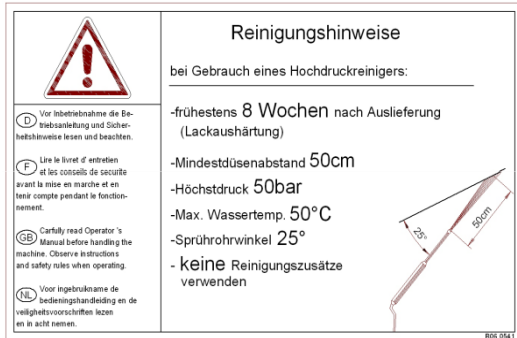 Reinigungshinweise
bei Gebrauch eines Hochdruckreinigers:
-frühestens 8 Wochen nach Auslieferung
(Lackaushärtung)
-Mindestdüsenabstand 50cm
-Höchstdruck 50bar
-Max. Wassertemp. 50°C
-Sprührohrwinkel 25°
- keine Reinigungszusätze
verwenden
25°
50cm
D Vor Inbetriebnahme die Be-
triebsanleitung und Sicher-
heitshinweise lesen und beachten.
F Lire le livret d' entretien
et les conseils de securite
avant la mise en marche et en
tenir compte pendant le fonction-
nement.
GB Carfully read Operator 's
Manual before handling the
machine. Observe instructions
and safety rules when operating.
NL Voor ingebruikname de
bedieningshandleiding en de
veiligheitsvoorschriften lezen
en in acht nemen.
B06.0541